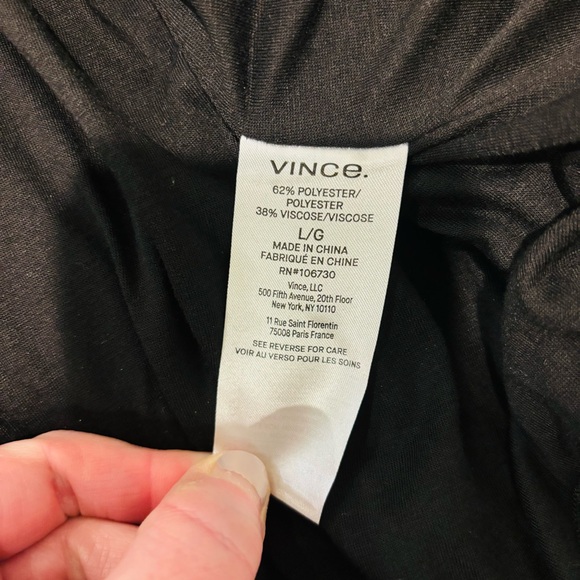 VINCe.
62% POLYESTER/
POLYESTER
38% VISCOSE/VISCOSE
L/G
MADE IN CHINA
FABRIQUÉ EN CHINE
RN#106730
Vince, LLC
500 Fifth Avenue, 20th Floor
New York, NY 10110
11 Rue Saint Florentin
75008 Paris France
SEE REVERSE FOR CARE
VOIR AU VERSO POUR LES SOINS